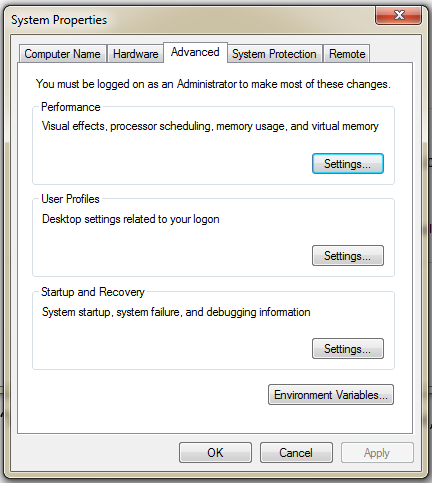 System Properties
Computer Name Hardware Advanced System Protection Remote
You must be logged on as an Administrator to make most of these changes.
Performance
Visual effects, processor scheduling, memory usage, and virtual memory
Settings...
User Profiles
Desktop settings related to your logon
Settings...
Startup and Recovery
System startup, system failure, and debugging information
Settings...
Environment Variables...
OK Cancel Apply